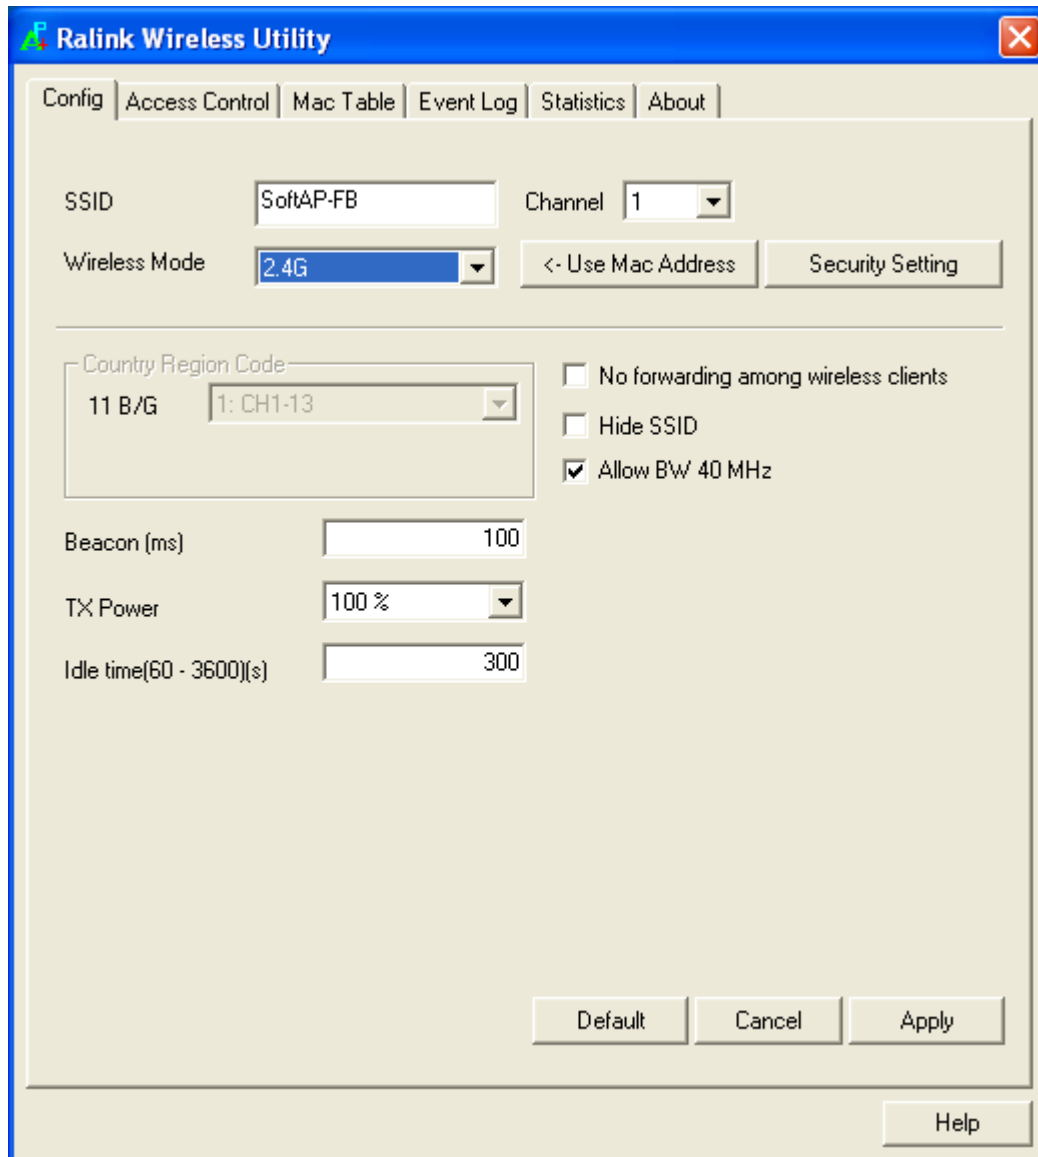 Ralink Wireless Utility
Config Access Control Mac Table Event Log Statistics About
SSID SoftAP-FB Channel 1
Wireless Mode 2.4G <- Use Mac Address Security Setting
Country Region Code
11 B/G 1: CH1-13
No forwarding among wireless clients
Hide SSID
Allow BW 40 MHz
Beacon (ms) 100
TX Power 100 %
Idle time(60 - 3600)(s) 300
Default Cancel Apply
Help